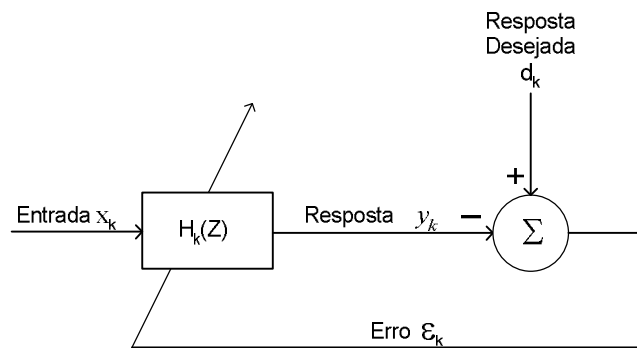 Resposta
Desejada
d_k
+
Entrada x_k
H_k(Z)
Resposta y_k
−
Σ
Erro ε_k